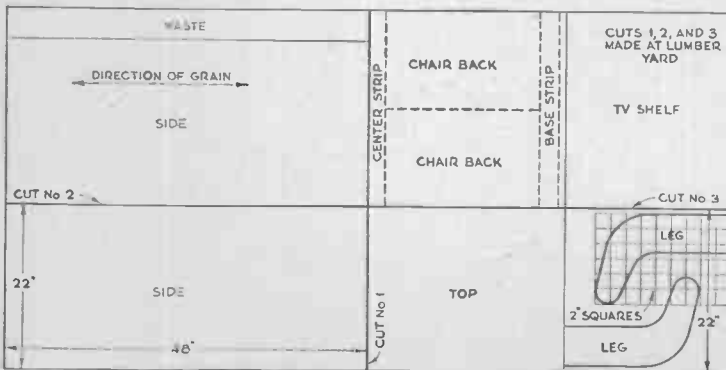 WASTE
DIRECTION OF GRAIN
SIDE
CUT No 2
22"
SIDE
48"
CENTER STRIP
CHAIR BACK
CHAIR BACK
BASE STRIP
CUT No 1
TOP
CUTS 1, 2, AND 3
MADE AT LUMBER
YARD
TV SHELF
CUT No 3
LEG
2" SQUARES
LEG
22"